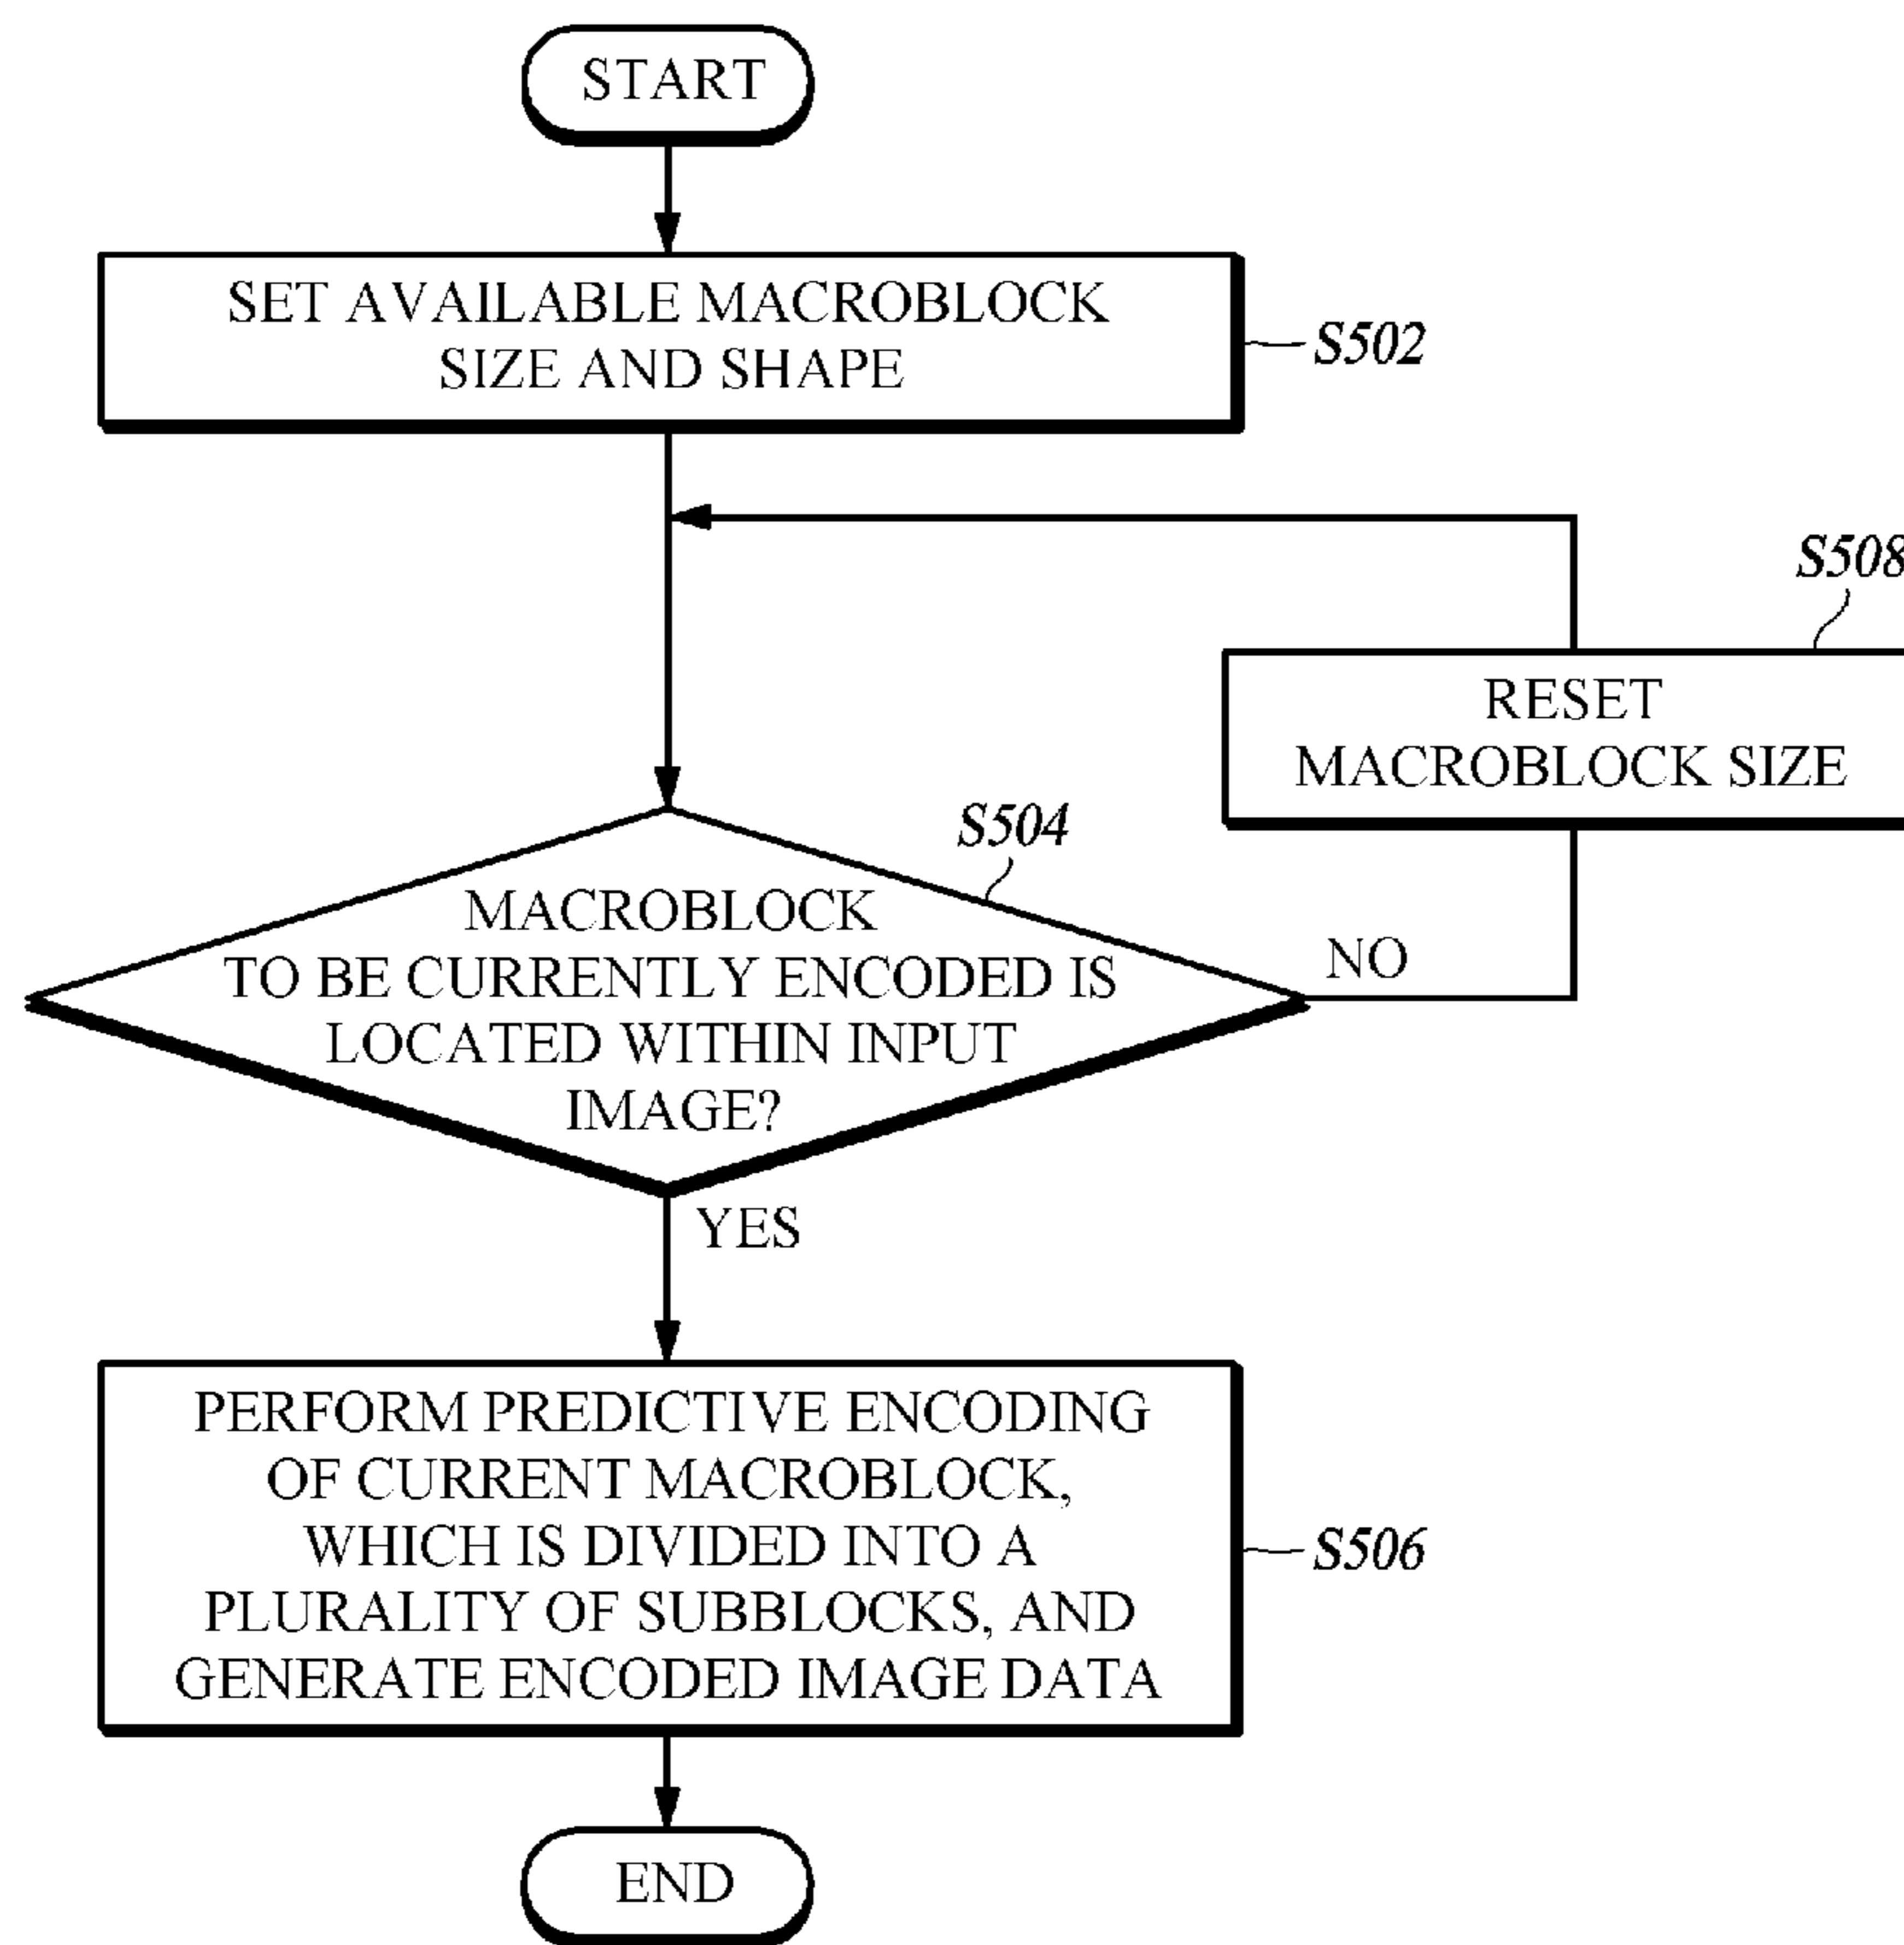 START
SET AVAILABLE MACROBLOCK
SIZE AND SHAPE
S502
S508
RESET
MACROBLOCK SIZE
S504
MACROBLOCK
TO BE CURRENTLY ENCODED IS
LOCATED WITHIN INPUT
IMAGE?
NO
YES
PERFORM PREDICTIVE ENCODING
OF CURRENT MACROBLOCK,
WHICH IS DIVIDED INTO A
PLURALITY OF SUBBLOCKS, AND
GENERATE ENCODED IMAGE DATA
S506
END